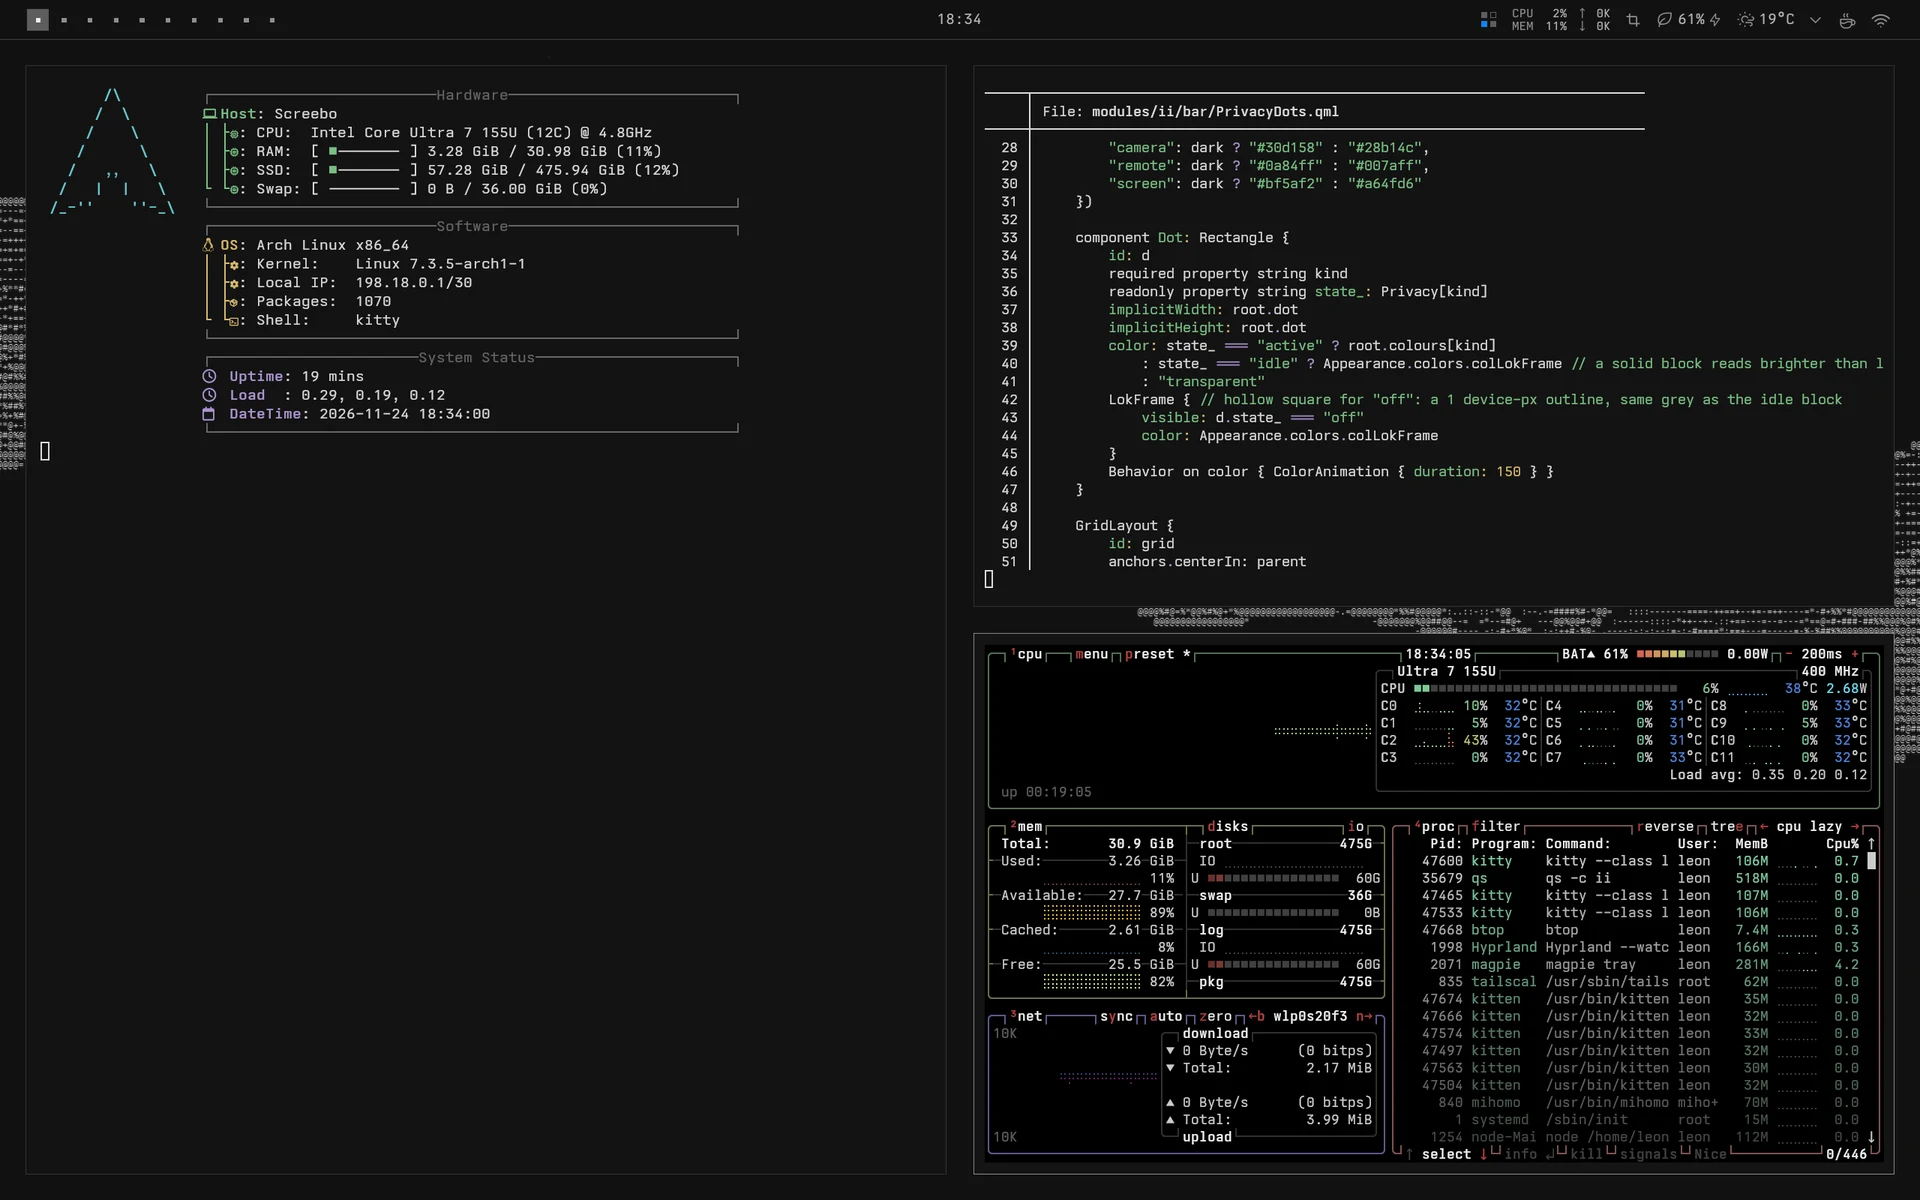 18:34
CPU 2% ↑ 0K
MEM 11% ↓ 0K
61%
19°C
Hardware
Host: Screebo
CPU: Intel Core Ultra 7 155U (12C) @ 4.8GHz
RAM: [ ■─────── ] 3.28 GiB / 30.98 GiB (11%)
SSD: [ ■─────── ] 57.28 GiB / 475.94 GiB (12%)
Swap: [ ──────── ] 0 B / 36.00 GiB (0%)
Software
OS: Arch Linux x86_64
Kernel: Linux 7.3.5-arch1-1
Local IP: 198.18.0.1/30
Packages: 1070
Shell: kitty
System Status
Uptime: 19 mins
Load : 0.29, 0.19, 0.12
DateTime: 2026-11-24 18:34:00
File: modules/ii/bar/PrivacyDots.qml
28 "camera": dark ? "#30d158" : "#28b14c",
29 "remote": dark ? "#0a84ff" : "#007aff",
30 "screen": dark ? "#bf5af2" : "#a64fd6"
31 })
32
33 component Dot: Rectangle {
34 id: d
35 required property string kind
36 readonly property string state_: Privacy[kind]
37 implicitWidth: root.dot
38 implicitHeight: root.dot
39 color: state_ === "active" ? root.colours[kind]
40 : state_ === "idle" ? Appearance.colors.colLokFrame // a solid block reads brighter than l
41 : "transparent"
42 LokFrame { // hollow square for "off": a 1 device-px outline, same grey as the idle block
43 visible: d.state_ === "off"
44 color: Appearance.colors.colLokFrame
45 }
46 Behavior on color { ColorAnimation { duration: 150 } }
47 }
48
49 GridLayout {
50 id: grid
51 anchors.centerIn: parent
1cpu menu preset * 18:34:05 BAT▲ 61% 0.00W - 200ms +
Ultra 7 155U 400 MHz
CPU 6% 38°C 2.68W
C0 10% 32°C C4 0% 31°C C8 0% 33°C
C1 5% 32°C C5 0% 31°C C9 5% 33°C
C2 43% 32°C C6 0% 31°C C10 0% 32°C
C3 0% 32°C C7 0% 33°C C11 0% 32°C
Load avg: 0.35 0.20 0.12
up 00:19:05
2mem
Total: 30.9 GiB
Used: 3.26 GiB
11%
Available: 27.7 GiB
89%
Cached: 2.61 GiB
8%
Free: 25.5 GiB
82%
disks io
root 475G
IO
U 60G
swap 36G
U 0B
log 475G
IO
U 60G
pkg 475G
3net sync auto zero ←b wlp0s20f3 n→
10K
download
▼ 0 Byte/s (0 bitps)
▼ Total: 2.17 MiB
▲ 0 Byte/s (0 bitps)
▲ Total: 3.99 MiB
10K
upload
4proc filter reverse tree ← cpu lazy →
Pid: Program: Command: User: MemB Cpu% ↑
47600 kitty kitty --class l leon 106M 0.7
35679 qs qs -c ii leon 518M 0.0
47465 kitty kitty --class l leon 107M 0.0
47533 kitty kitty --class l leon 106M 0.0
47668 btop btop leon 7.4M 0.3
1998 Hyprland Hyprland --watc leon 166M 0.3
2071 magpie magpie tray leon 281M 4.2
835 tailscal /usr/sbin/tails root 62M 0.0
47674 kitten /usr/bin/kitten leon 35M 0.0
47666 kitten /usr/bin/kitten leon 32M 0.0
47574 kitten /usr/bin/kitten leon 33M 0.0
47497 kitten /usr/bin/kitten leon 32M 0.0
47563 kitten /usr/bin/kitten leon 30M 0.0
47504 kitten /usr/bin/kitten leon 32M 0.0
840 mihomo /usr/bin/mihomo miho+ 70M 0.0
1 systemd /sbin/init root 15M 0.0
1254 node-Mai node /home/leon leon 112M 0.0 ↓
↑ select ↓ info ↲ kill signals Nice 0/446